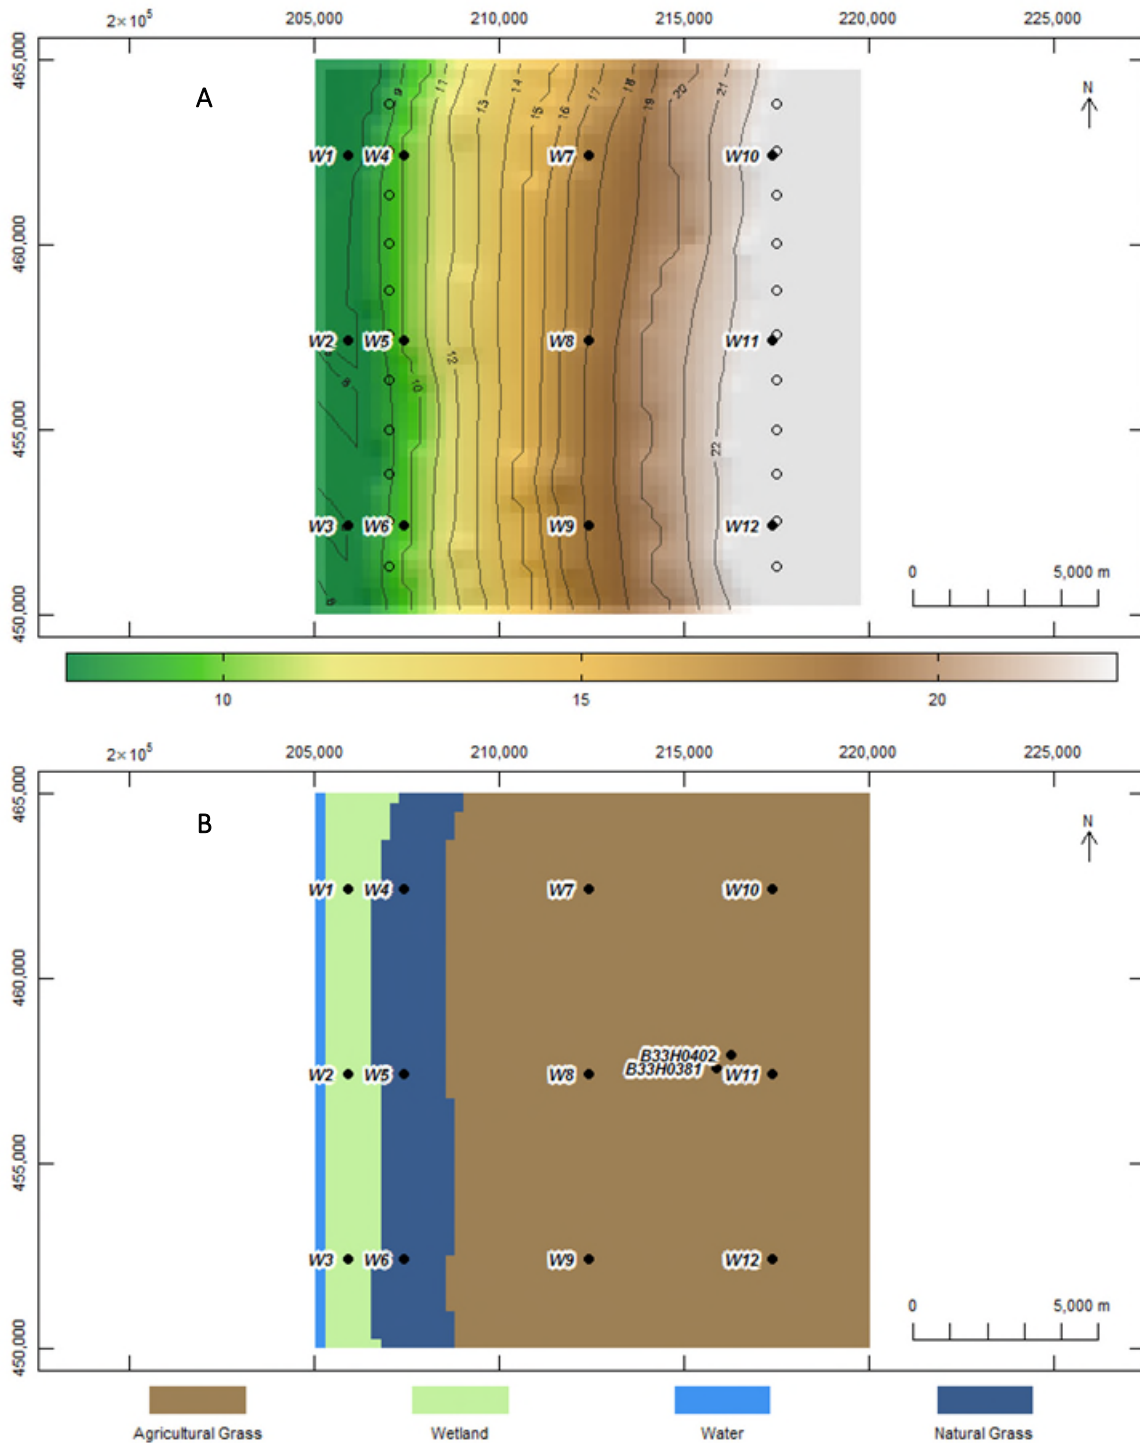 2×10⁵ 205,000 210,000 215,000 220,000 225,000
465,000
460,000
455,000
450,000
A
N
9 11 13 14 15 16 17 18 19 20 21
W1 W4 W7 W10
W2 W5 W8 W11
8 12 10
22
W3 W6 W9 W12
0 5,000 m
10 15 20
2×10⁵ 205,000 210,000 215,000 220,000 225,000
465,000
460,000
455,000
450,000
B
N
W1 W4 W7 W10
B33H0402
B33H0381
W2 W5 W8 W11
W3 W6 W9 W12
0 5,000 m
Agricultural Grass Wetland Water Natural Grass